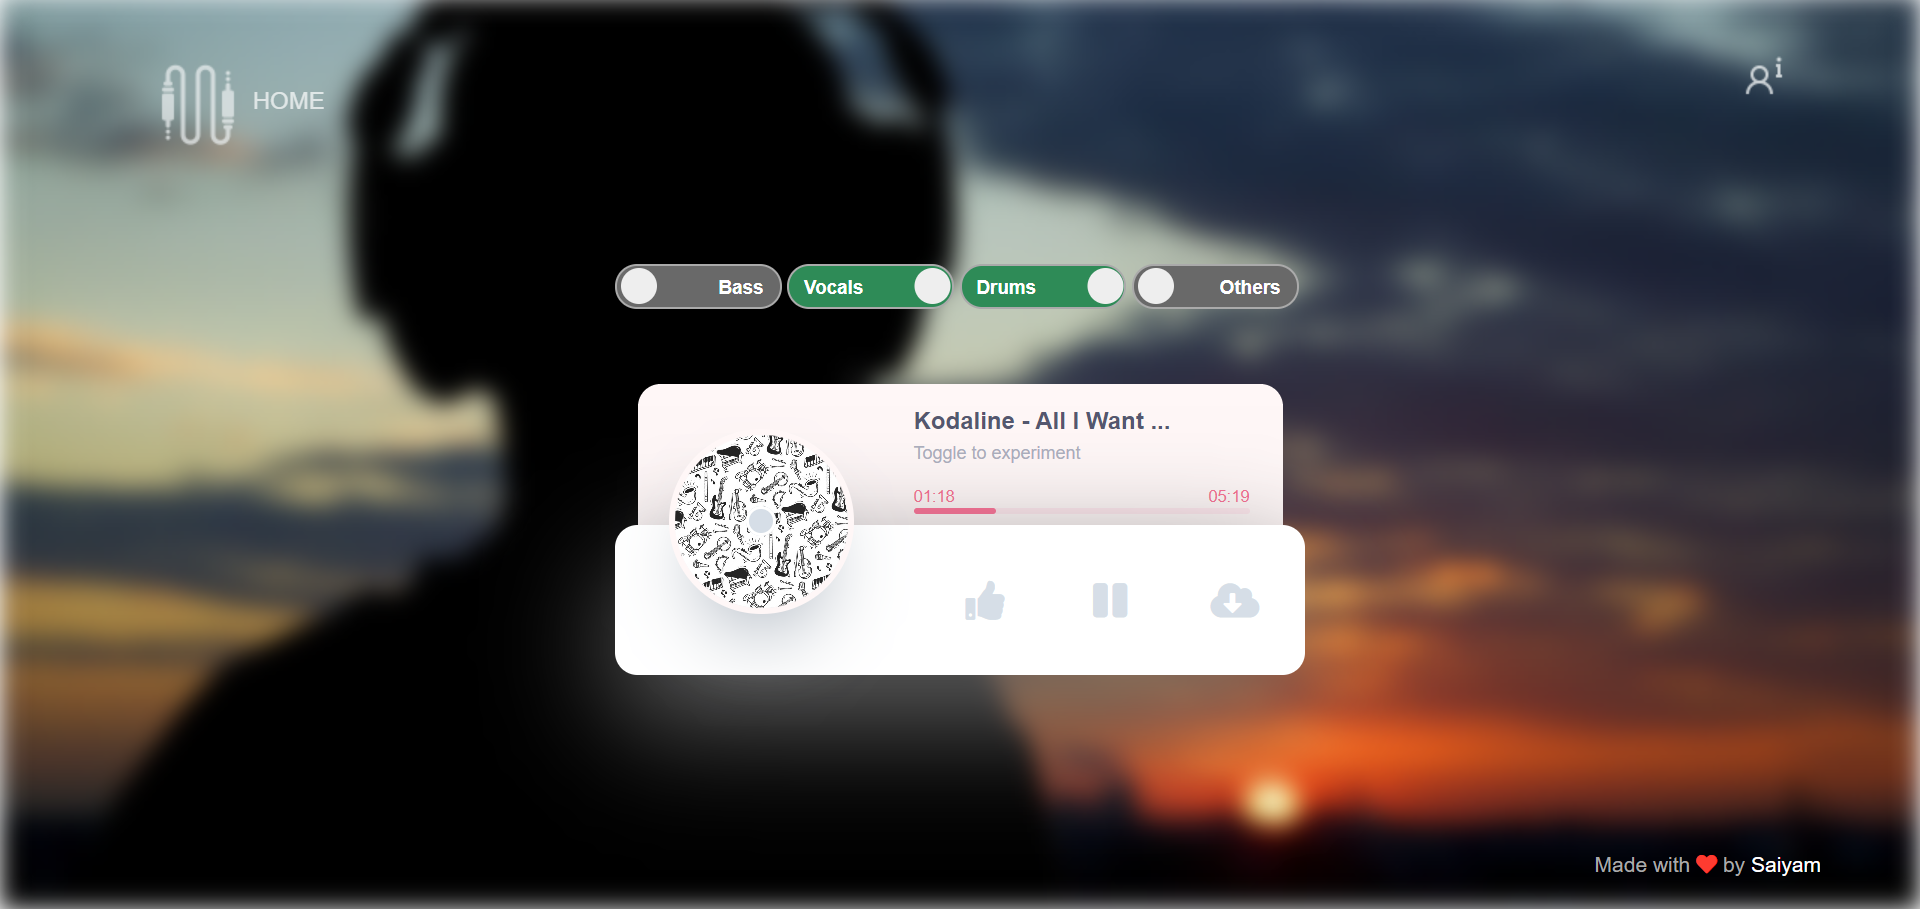 HOME
Bass
Vocals
Drums
Others
Kodaline - All I Want ...
Toggle to experiment
01:18
05:19
Made with ❤ by Saiyam